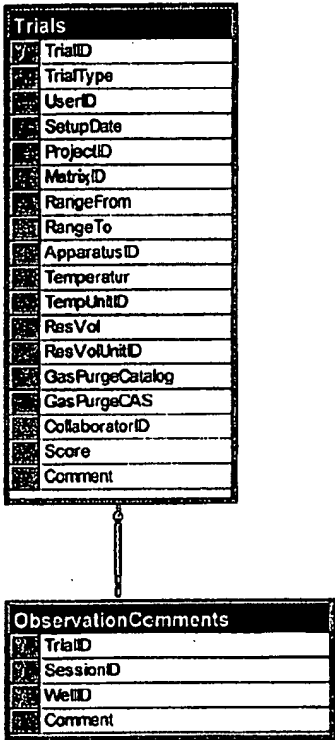 Trials
TrialID
TrialType
UserID
SetupDate
ProjectID
MatrixID
RangeFrom
RangeTo
ApparatusID
Temperatur
TempUnitID
ResVol
ResVolUnitID
GasPurgeCatalog
GasPurgeCAS
CollaboratorID
Score
Comment
ObservationComments
TrialID
SessionID
WellID
Comment